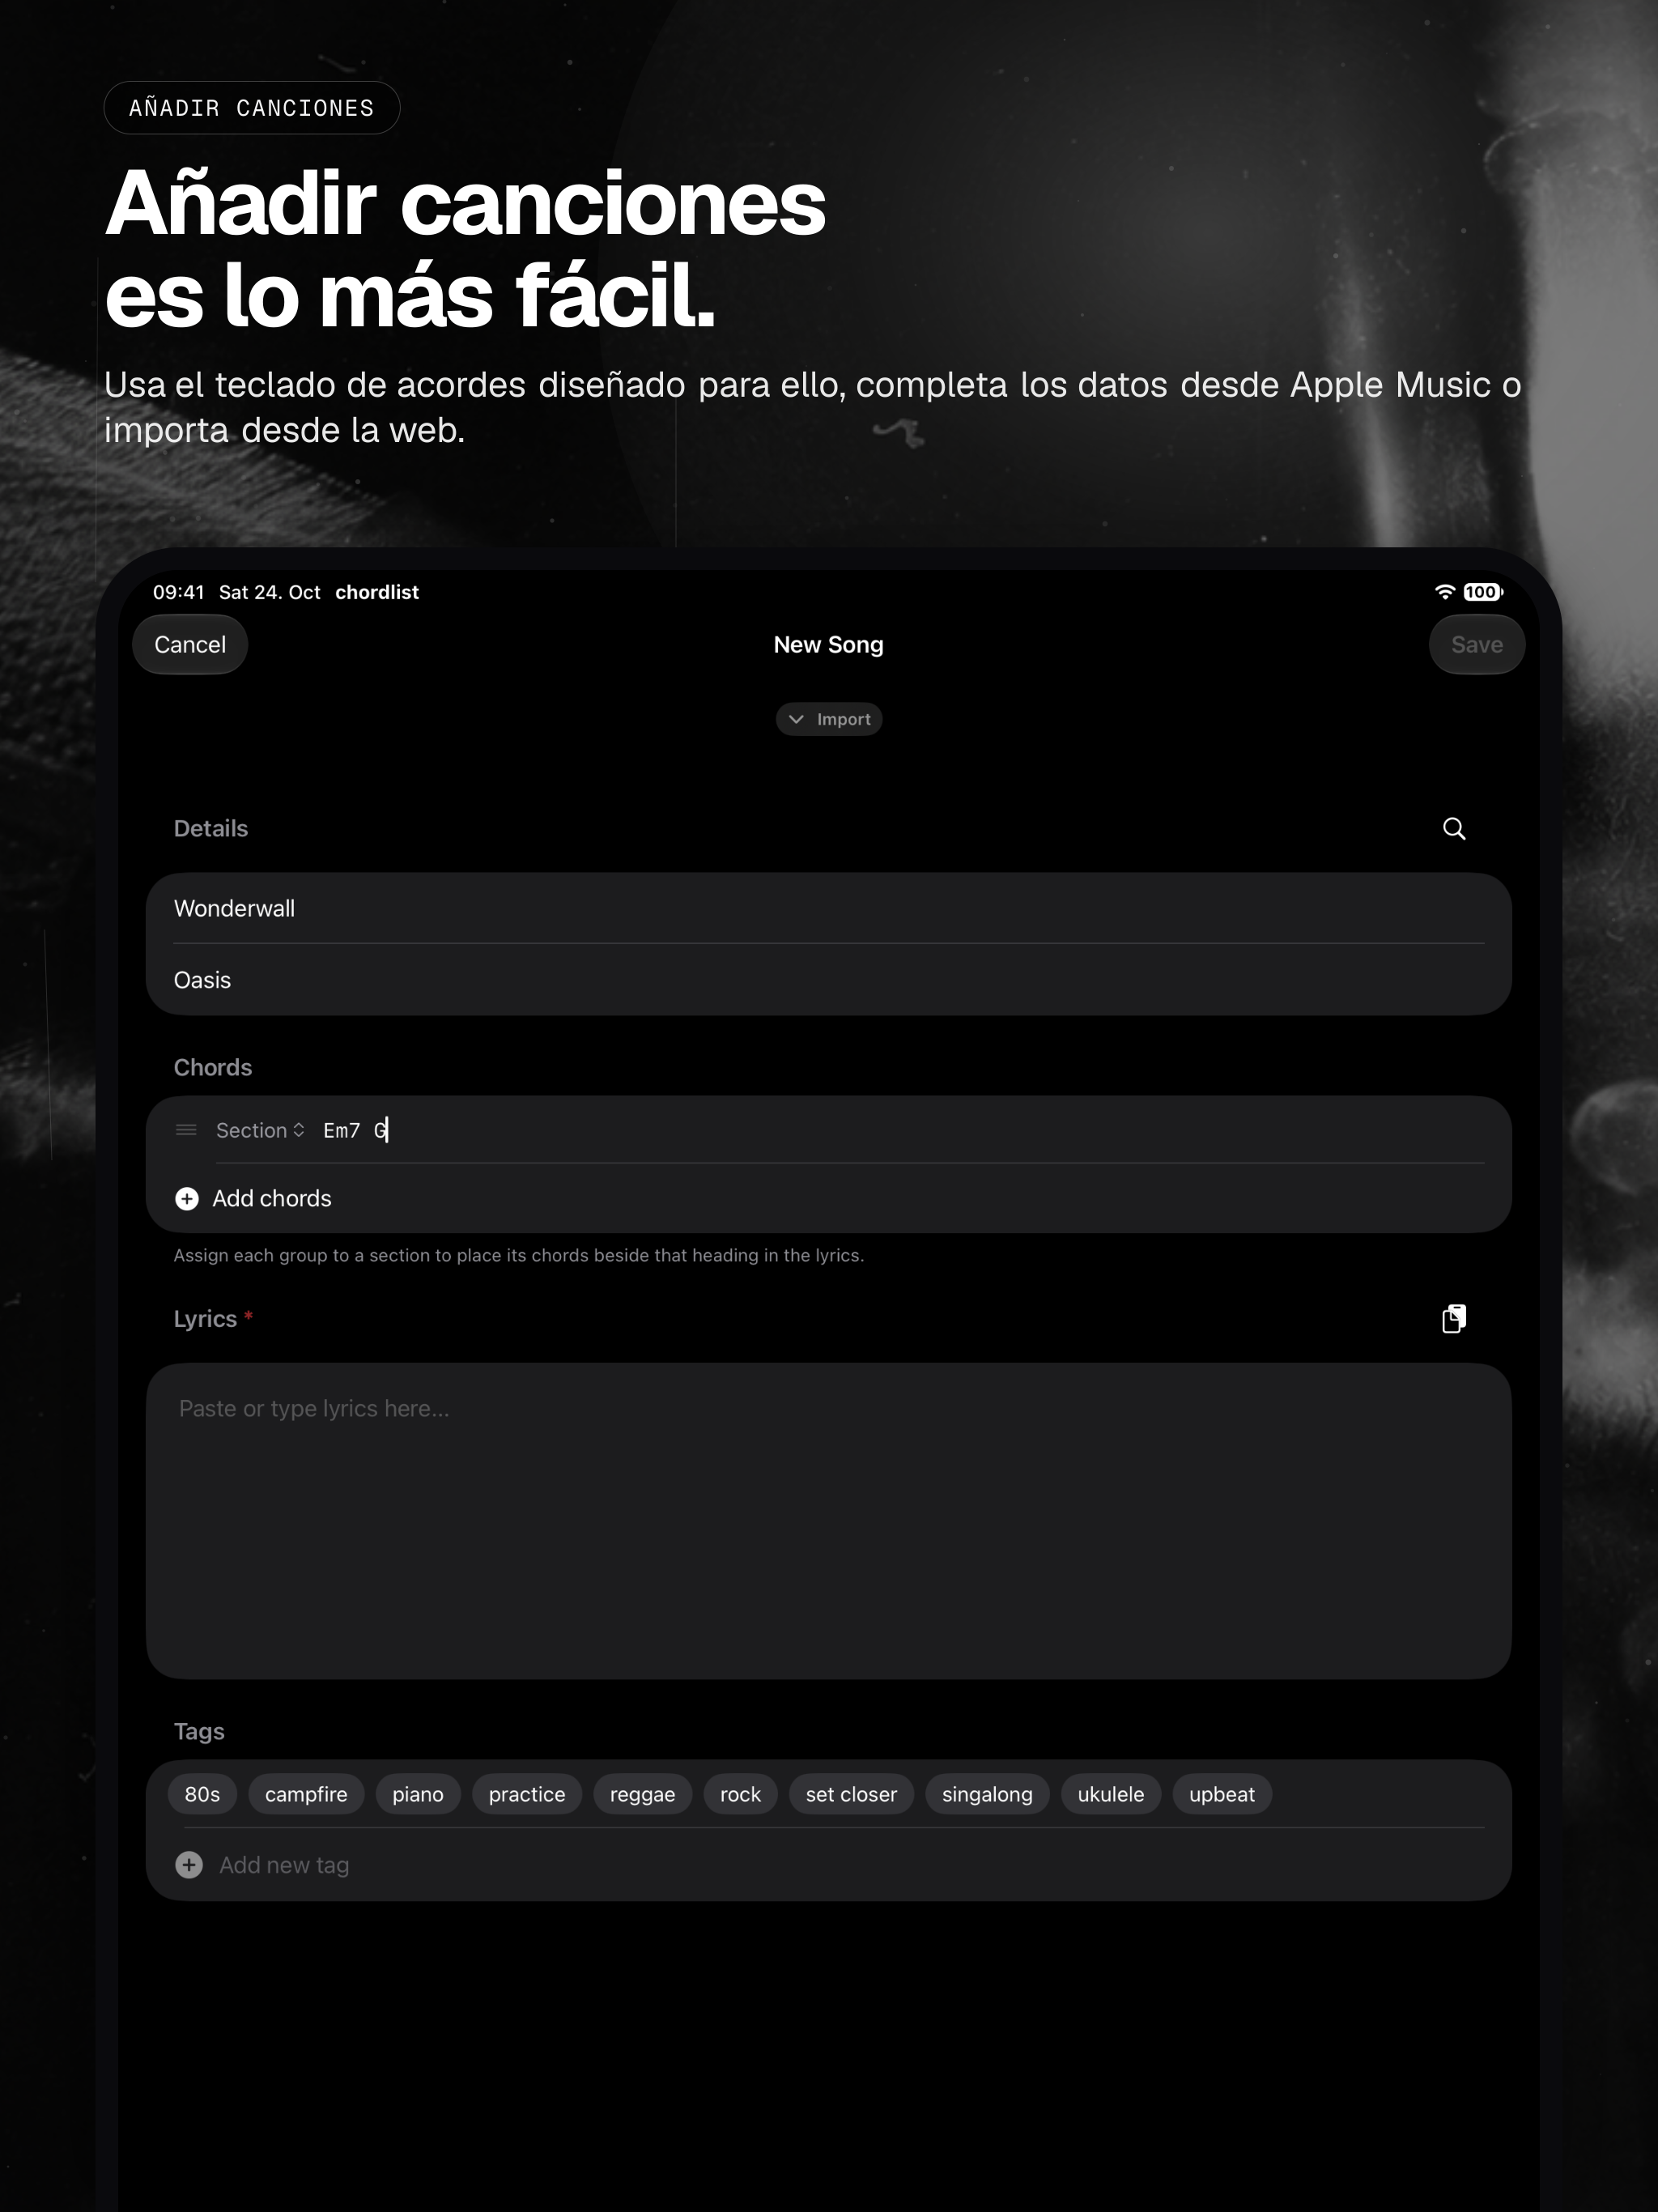 AÑADIR CANCIONES
Añadir canciones
es lo más fácil.
Usa el teclado de acordes diseñado para ello, completa los datos desde Apple Music o
importa desde la web.
09:41 Sat 24. Oct chordlist
100
Cancel
New Song
Save
Import
Details
Wonderwall
Oasis
Chords
Section Em7 G
Add chords
Assign each group to a section to place its chords beside that heading in the lyrics.
Lyrics *
Paste or type lyrics here...
Tags
80s campfire piano practice reggae rock set closer singalong ukulele upbeat
Add new tag